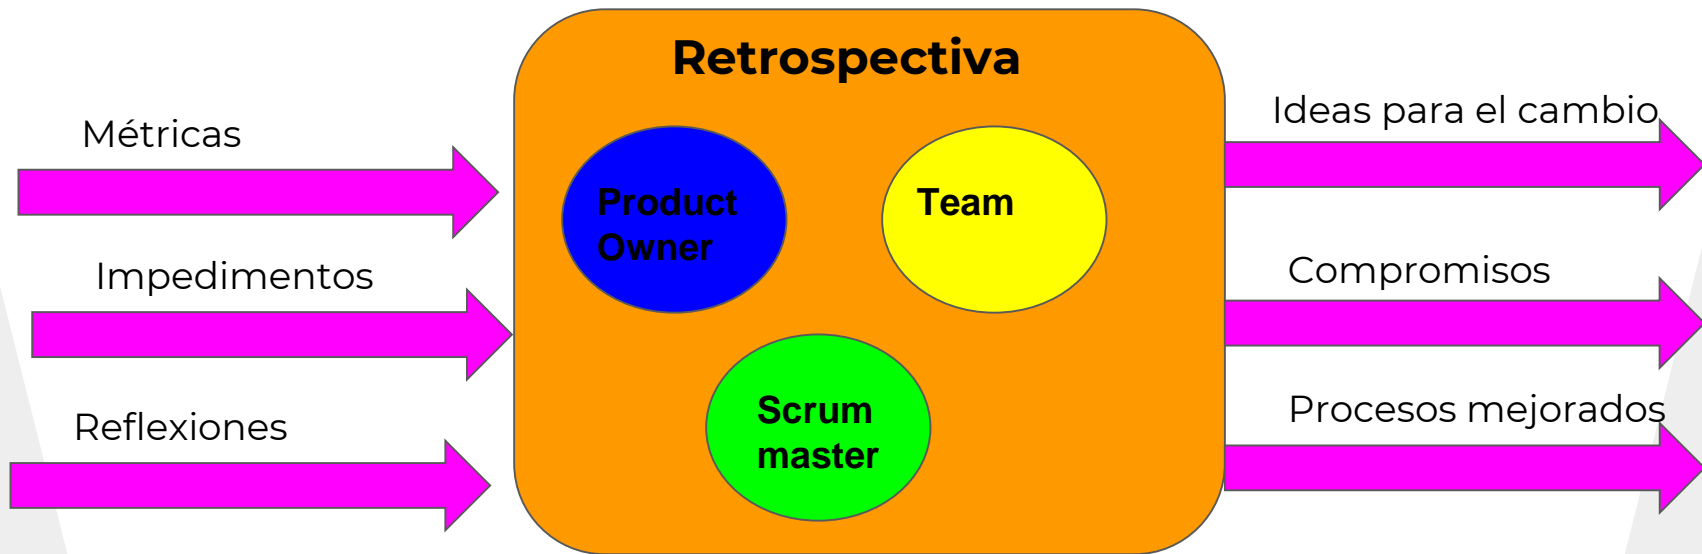 Retrospectiva
Métricas
Impedimentos
Reflexiones
Product
Owner
Team
Scrum
master
Ideas para el cambio
Compromisos
Procesos mejorados